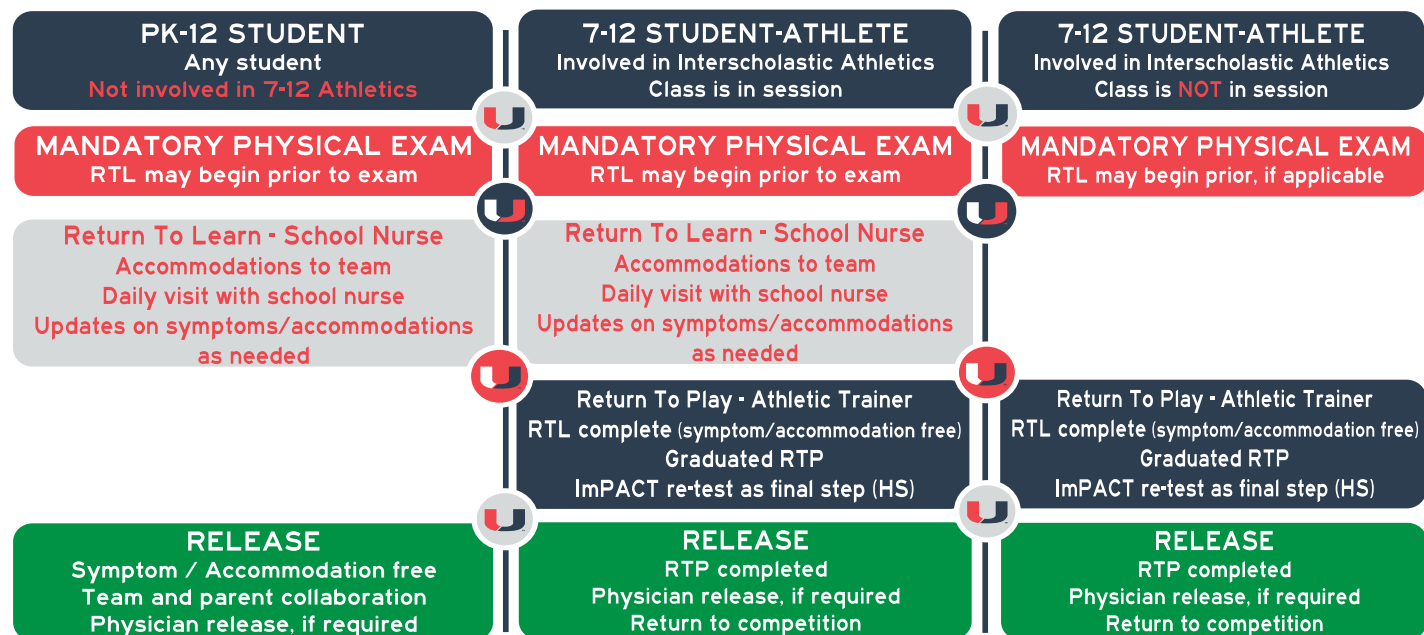 PK-12 STUDENT
Any student
Not involved in 7-12 Athletics
MANDATORY PHYSICAL EXAM
RTL may begin prior to exam
Return To Learn - School Nurse
Accommodations to team
Daily visit with school nurse
Updates on symptoms/accommodations
as needed
RELEASE
Symptom / Accommodation free
Team and parent collaboration
Physician release, if required
7-12 STUDENT-ATHLETE
Involved in Interscholastic Athletics
Class is in session
MANDATORY PHYSICAL EXAM
RTL may begin prior to exam
Return To Learn - School Nurse
Accommodations to team
Daily visit with school nurse
Updates on symptoms/accommodations
as needed
Return To Play - Athletic Trainer
RTL complete (symptom/accommodation free)
Graduated RTP
ImPACT re-test as final step (HS)
RELEASE
RTP completed
Physician release, if required
Return to competition
7-12 STUDENT-ATHLETE
Involved in Interscholastic Athletics
Class is NOT in session
MANDATORY PHYSICAL EXAM
RTL may begin prior, if applicable
Return To Play - Athletic Trainer
RTL complete (symptom/accommodation free)
Graduated RTP
ImPACT re-test as final step (HS)
RELEASE
RTP completed
Physician release, if required
Return to competition